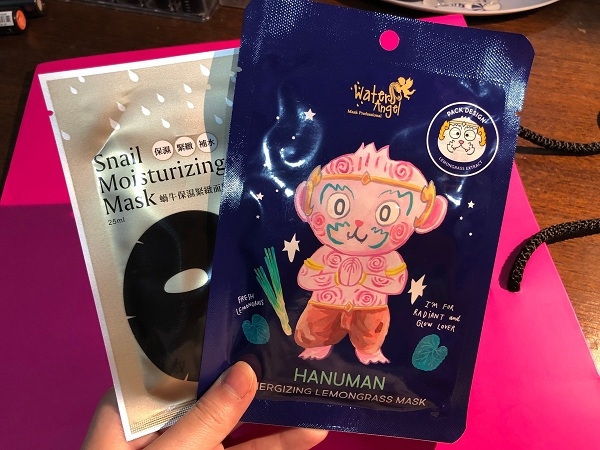 保濕 緊緻 補水
Snail
Moisturizing
Mask 蝸牛保濕緊緻面
25ml
Waters
Angel
Mask Professional
PACK DESIGN
LEMONGRASS EXTRACT
FRESH
LEMONGRASS
I'M FOR
RADIANT and
GLOW LOVER
HANUMAN
ERGIZING LEMONGRASS MASK